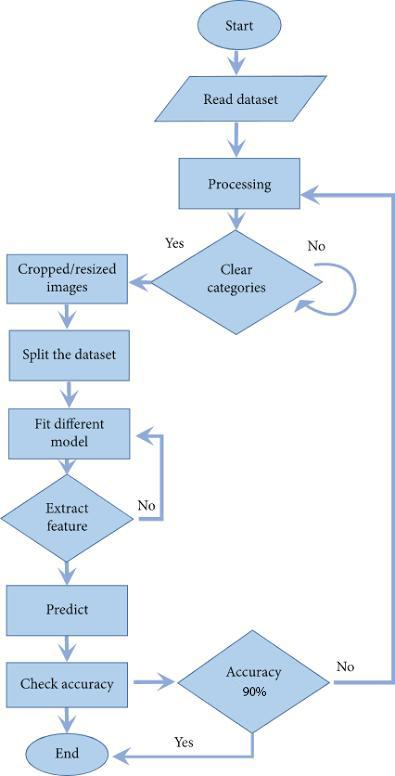 Start
Read dataset
Processing
Yes
No
Clear
categories
Cropped/resized
images
Split the dataset
Fit different
model
Extract
feature
No
Predict
Check accuracy
Accuracy
90%
No
Yes
End